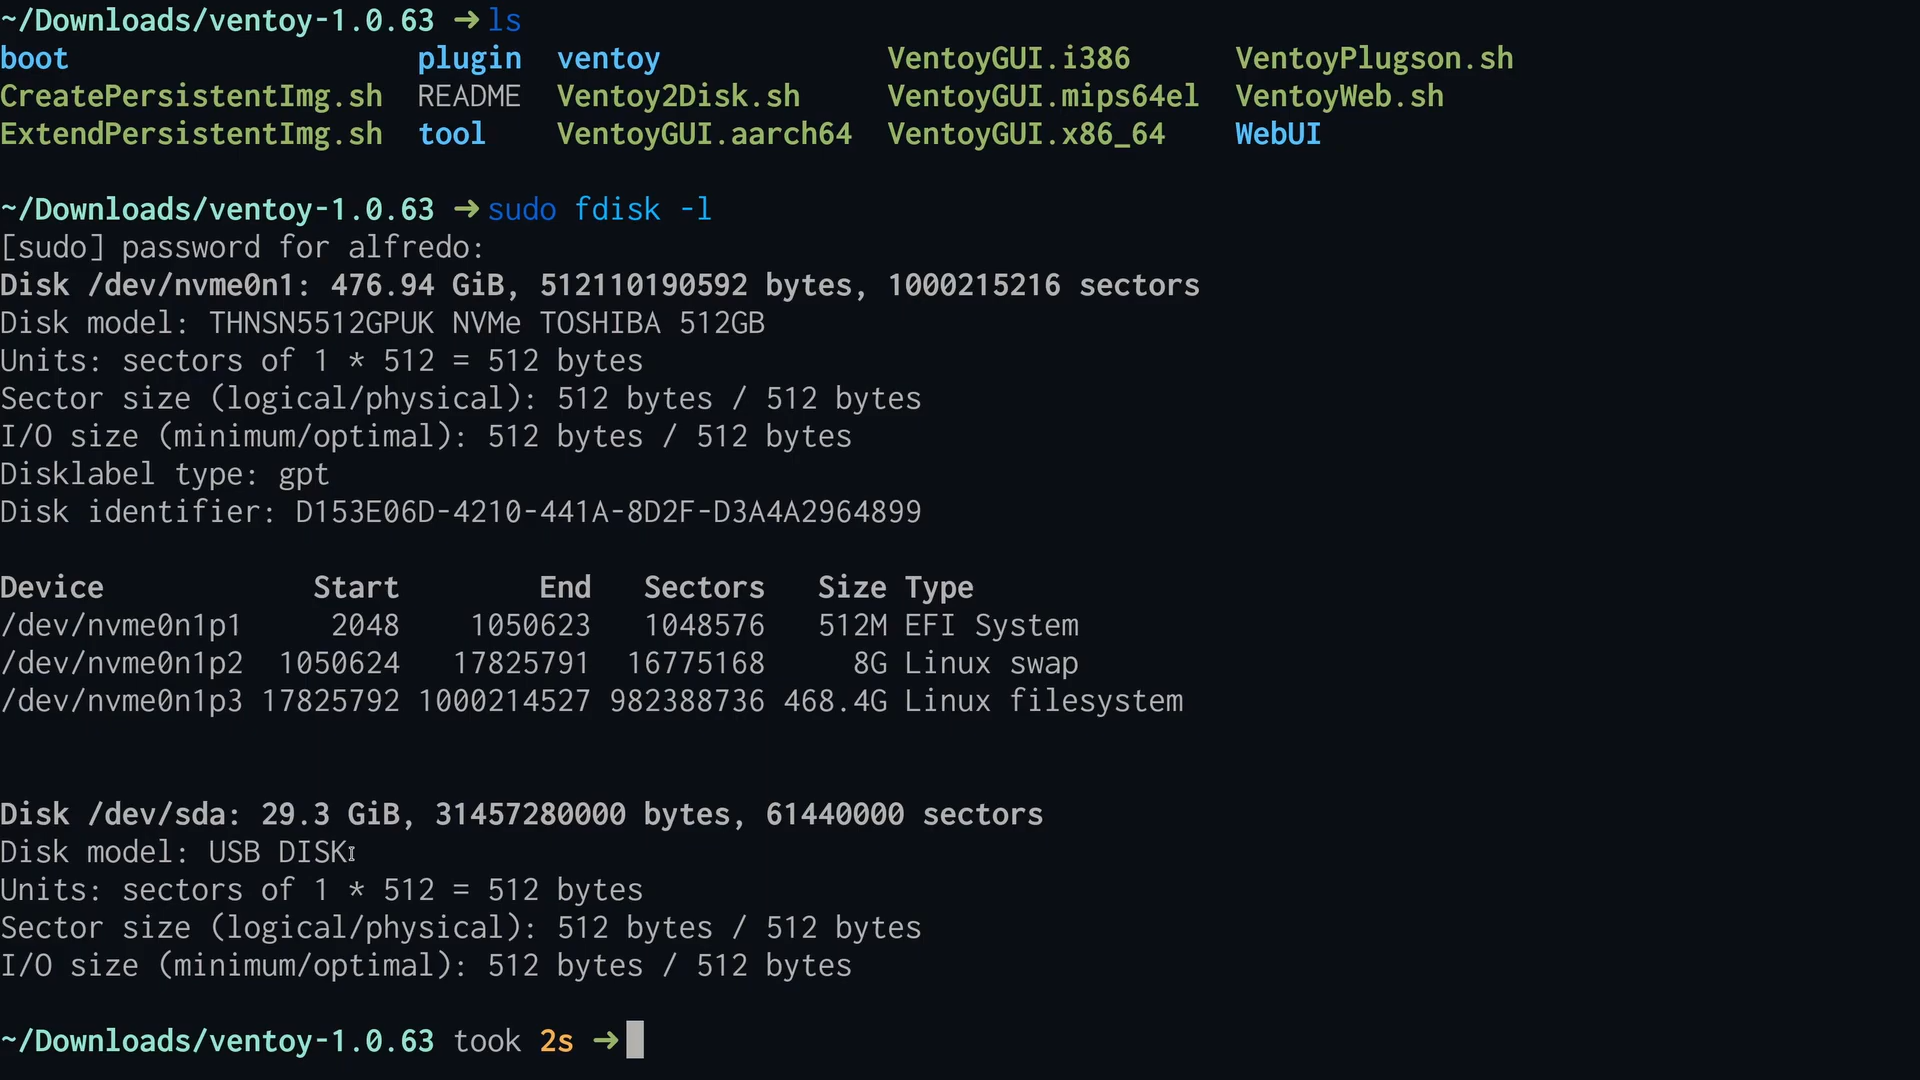 ~/Downloads/ventoy-1.0.63 ➜ ls
boot plugin ventoy VentoyGUI.i386 VentoyPlugson.sh
CreatePersistentImg.sh README Ventoy2Disk.sh VentoyGUI.mips64el VentoyWeb.sh
ExtendPersistentImg.sh tool VentoyGUI.aarch64 VentoyGUI.x86_64 WebUI
~/Downloads/ventoy-1.0.63 ➜ sudo fdisk -l
[sudo] password for alfredo:
Disk /dev/nvme0n1: 476.94 GiB, 512110190592 bytes, 1000215216 sectors
Disk model: THNSN5512GPUK NVMe TOSHIBA 512GB
Units: sectors of 1 * 512 = 512 bytes
Sector size (logical/physical): 512 bytes / 512 bytes
I/O size (minimum/optimal): 512 bytes / 512 bytes
Disklabel type: gpt
Disk identifier: D153E06D-4210-441A-8D2F-D3A4A2964899
Device Start End Sectors Size Type
/dev/nvme0n1p1 2048 1050623 1048576 512M EFI System
/dev/nvme0n1p2 1050624 17825791 16775168 8G Linux swap
/dev/nvme0n1p3 17825792 1000214527 982388736 468.4G Linux filesystem
Disk /dev/sda: 29.3 GiB, 31457280000 bytes, 61440000 sectors
Disk model: USB DISK
Units: sectors of 1 * 512 = 512 bytes
Sector size (logical/physical): 512 bytes / 512 bytes
I/O size (minimum/optimal): 512 bytes / 512 bytes
~/Downloads/ventoy-1.0.63 took 2s ➜